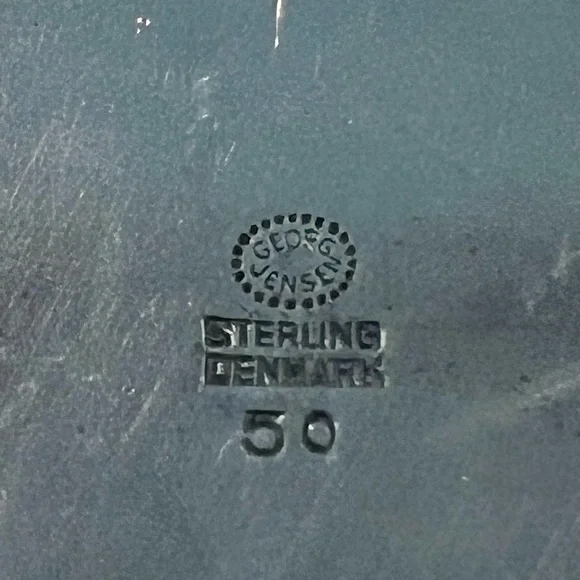 GEORG
JENSEN
STERLING
DENMARK
50